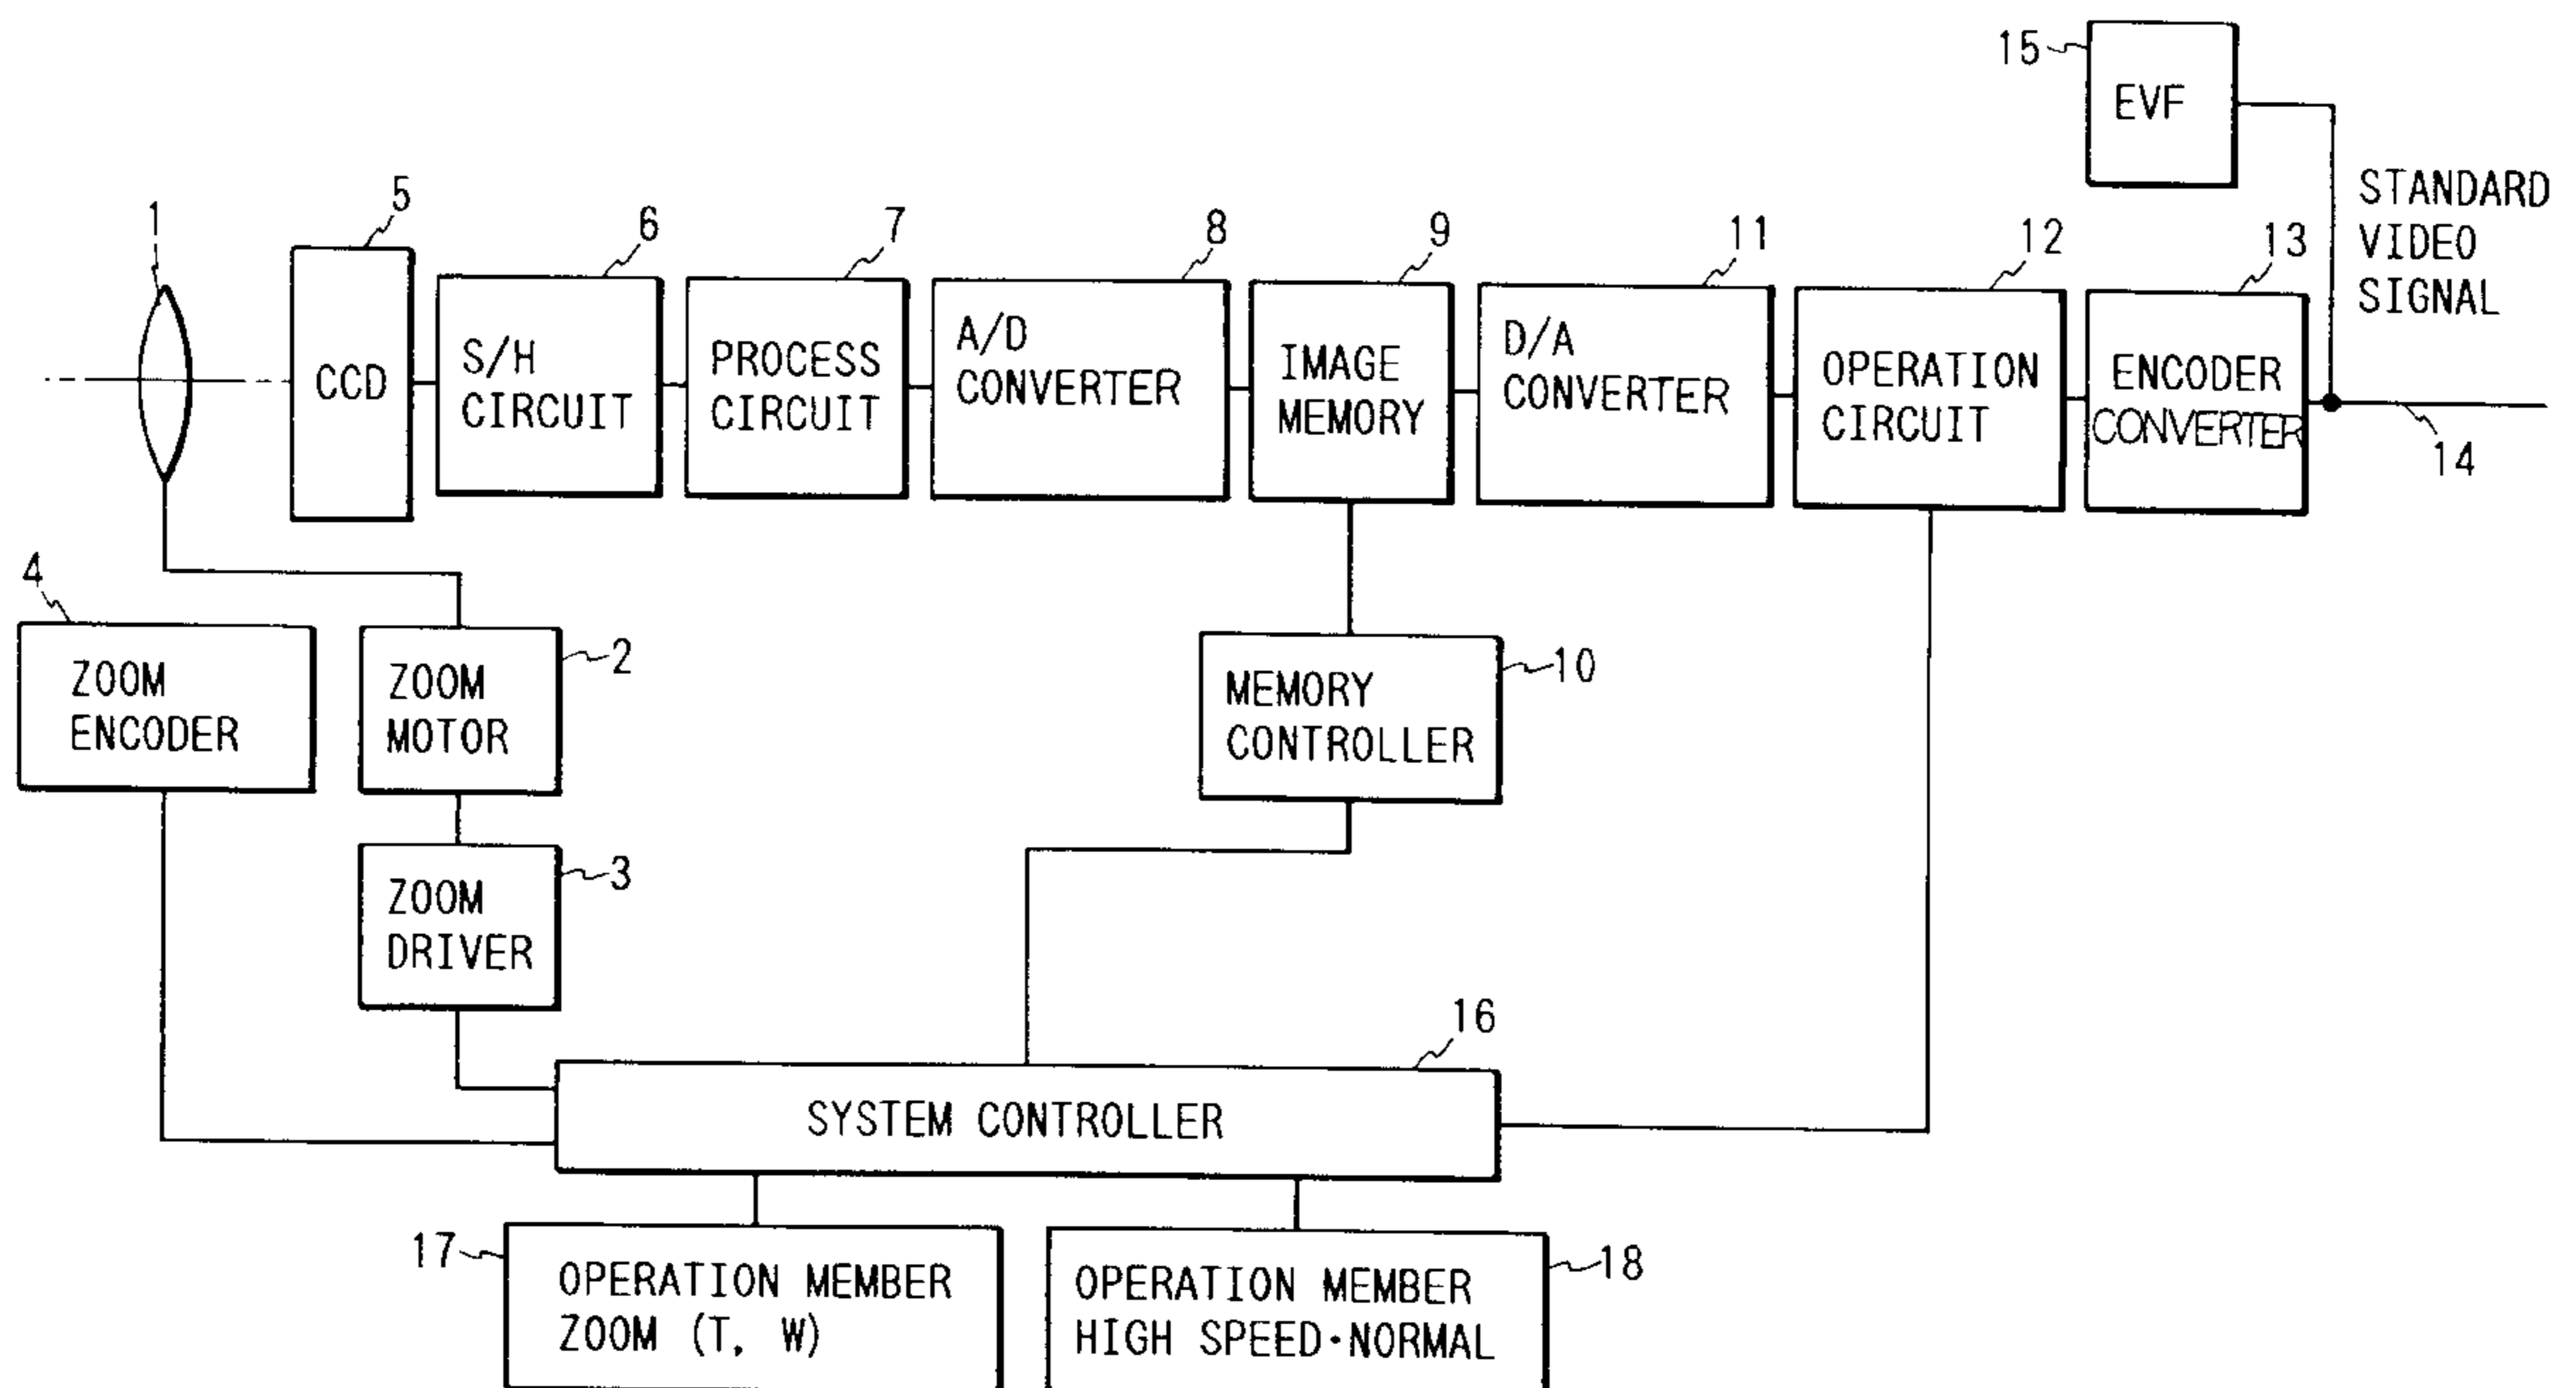 15
EVF
STANDARD
VIDEO
SIGNAL
1
5
6
7
8
9
11
12
13
CCD
S/H
CIRCUIT
PROCESS
CIRCUIT
A/D
CONVERTER
IMAGE
MEMORY
D/A
CONVERTER
OPERATION
CIRCUIT
ENCODER
CONVERTER
14
4
ZOOM
ENCODER
2
ZOOM
MOTOR
10
MEMORY
CONTROLLER
3
ZOOM
DRIVER
16
SYSTEM CONTROLLER
17
OPERATION MEMBER
ZOOM (T, W)
18
OPERATION MEMBER
HIGH SPEED·NORMAL